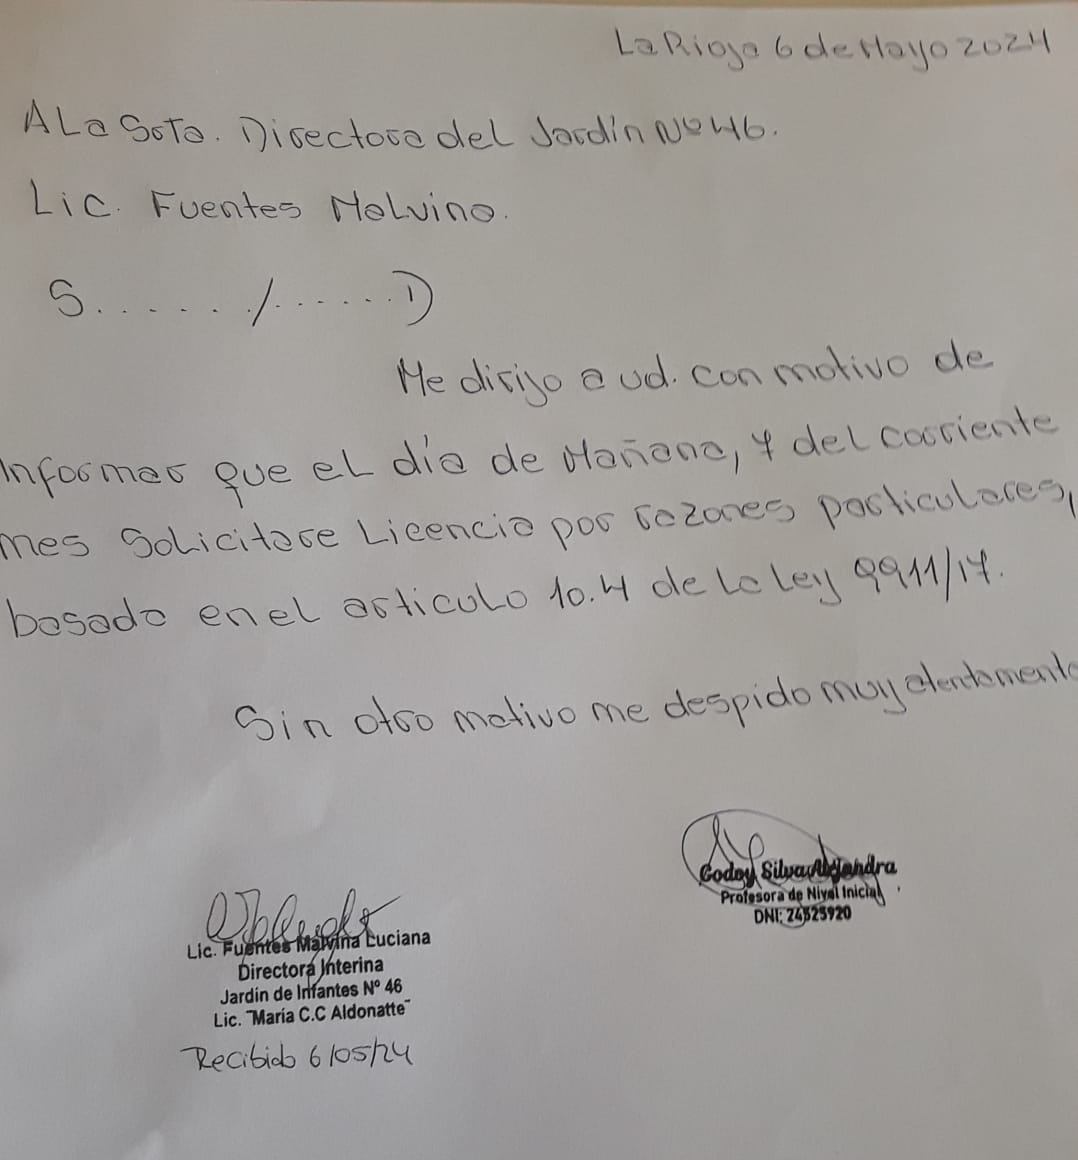 La Rioja 6 de Mayo 2024
A La Srta. Directora del Jardín Nº 46.
Lic. Fuentes Malvina.
S....../......D
Me dirijo a ud. con motivo de
informar que el día de Mañana, 7 del corriente
mes Solicitare Licencia por razones particulares,
basado en el articulo 10.4 de la Ley 9911/17.
Sin otro motivo me despido muy atentamente
Godoy Silva Alejandra
Profesora de Nivel Inicial
DNI: 24525920
Lic. Fuentes Malvina Luciana
Directora Interina
Jardin de Infantes Nº 46
Lic. "Maria C.C Aldonatte"
Recibido 6/05/24